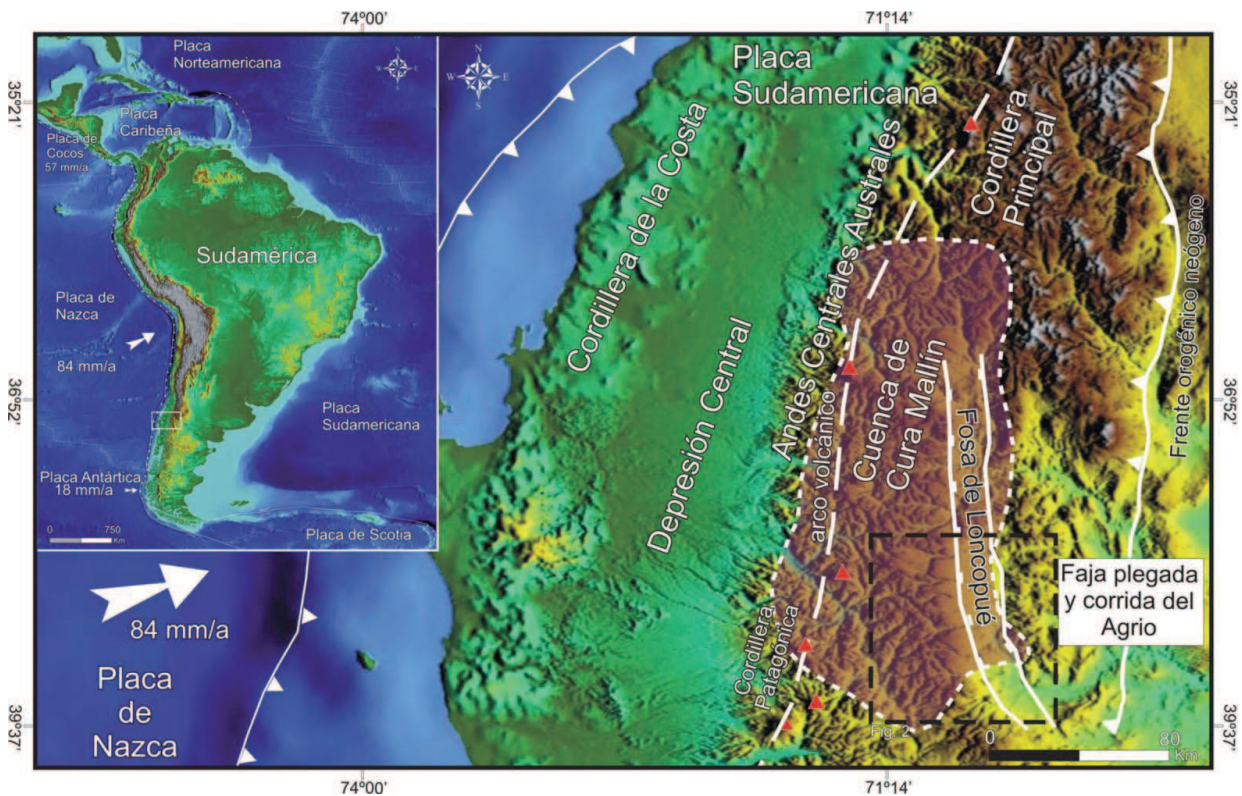 74°00'
71°14'
35°21'
36°52'
39°37'
35°21'
36°52'
39°37'
74°00'
71°14'
Placa
Norteamericana
N
W E
S
Placa
Caribeña
Placa de
Cocos
57 mm/a
Sudamérica
Placa de
Nazca
84 mm/a
Placa
Sudamericana
Placa Antártica
18 mm/a
0 750
Km
Placa de Scotia
N
W E
S
Placa
Sudamericana
Cordillera de la Costa
Depresión Central
Andes Centrales Australes
Cordillera
Principal
arco volcánico
Cuenca de
Cura Mallín
Fosa de Loncopué
Frente orogénico neógeno
Faja plegada
y corrida del
Agrio
Cordillera
Patagónica
84 mm/a
Placa
de
Nazca
Fig. 2
0 80
Km